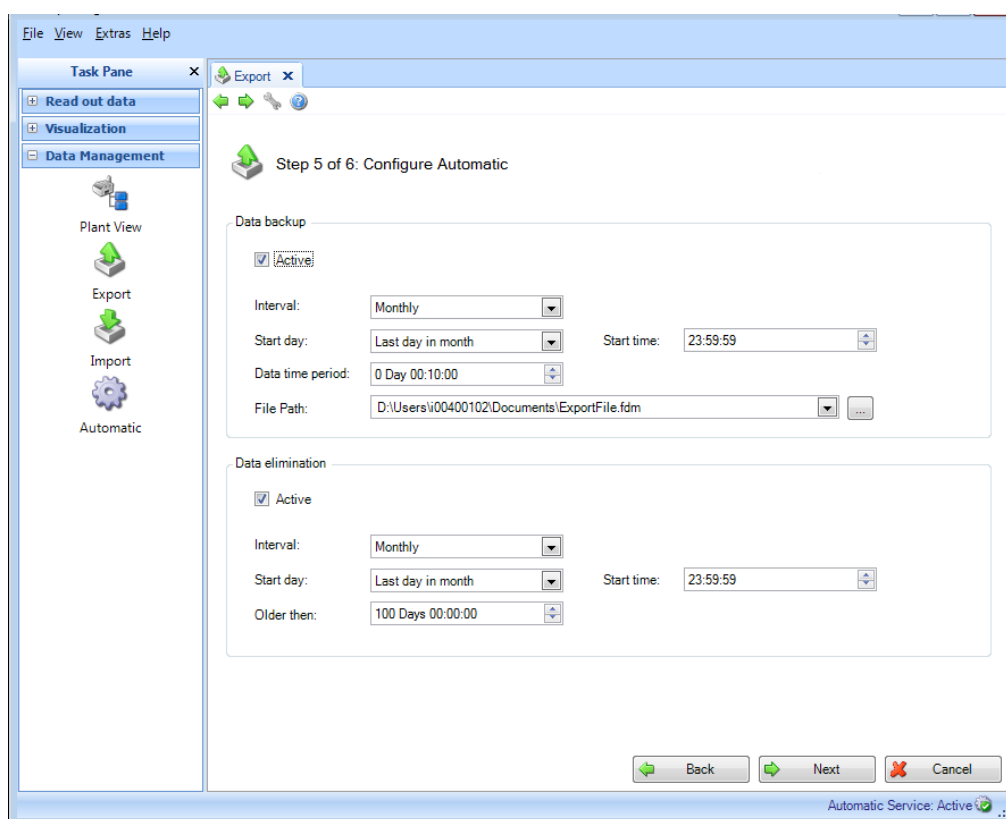 File View Extras Help
Task Pane
Export
Read out data
Visualization
Data Management
Plant View
Export
Import
Automatic
Step 5 of 6: Configure Automatic
Data backup
Active
Interval: Monthly
Start day: Last day in month Start time: 23:59:59
Data time period: 0 Day 00:10:00
File Path: D:\Users\i00400102\Documents\ExportFile.fdm ...
Data elimination
Active
Interval: Monthly
Start day: Last day in month Start time: 23:59:59
Older then: 100 Days 00:00:00
Back Next Cancel
Automatic Service: Active